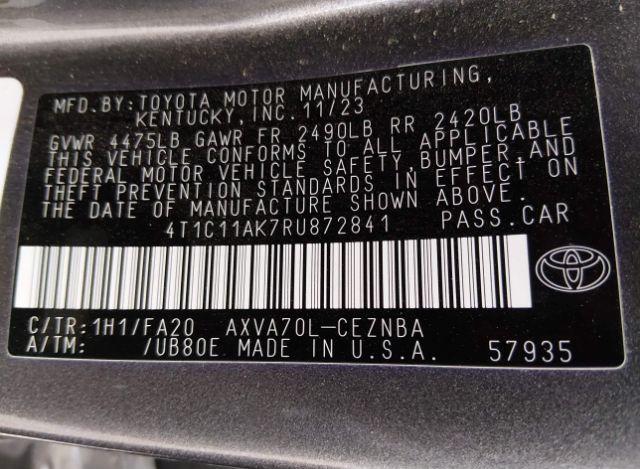 MFD.BY: TOYOTA MOTOR MANUFACTURING,
KENTUCKY, INC. 11/23
GVWR 4475LB GAWR FR 2490LB RR 2420LB
THIS VEHICLE CONFORMS TO ALL APPLICABLE
FEDERAL MOTOR VEHICLE SAFETY, BUMPER, AND
THEFT PREVENTION STANDARDS IN EFFECT ON
THE DATE OF MANUFACTURE SHOWN ABOVE.
4T1C11AK7RU872841 PASS.CAR
C/TR: 1H1/FA20 AXVA70L-CEZNBA
A/TM: /UB80E MADE IN U.S.A. 57935